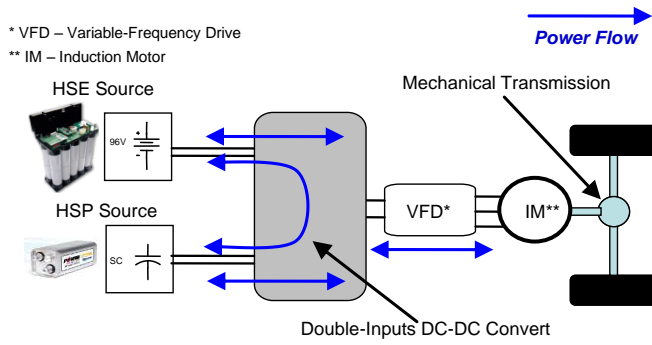 * VFD – Variable-Frequency Drive
** IM – Induction Motor
Power Flow
Mechanical Transmission
HSE Source
96V
HSP Source
SC
VFD*
IM**
Double-Inputs DC-DC Convert